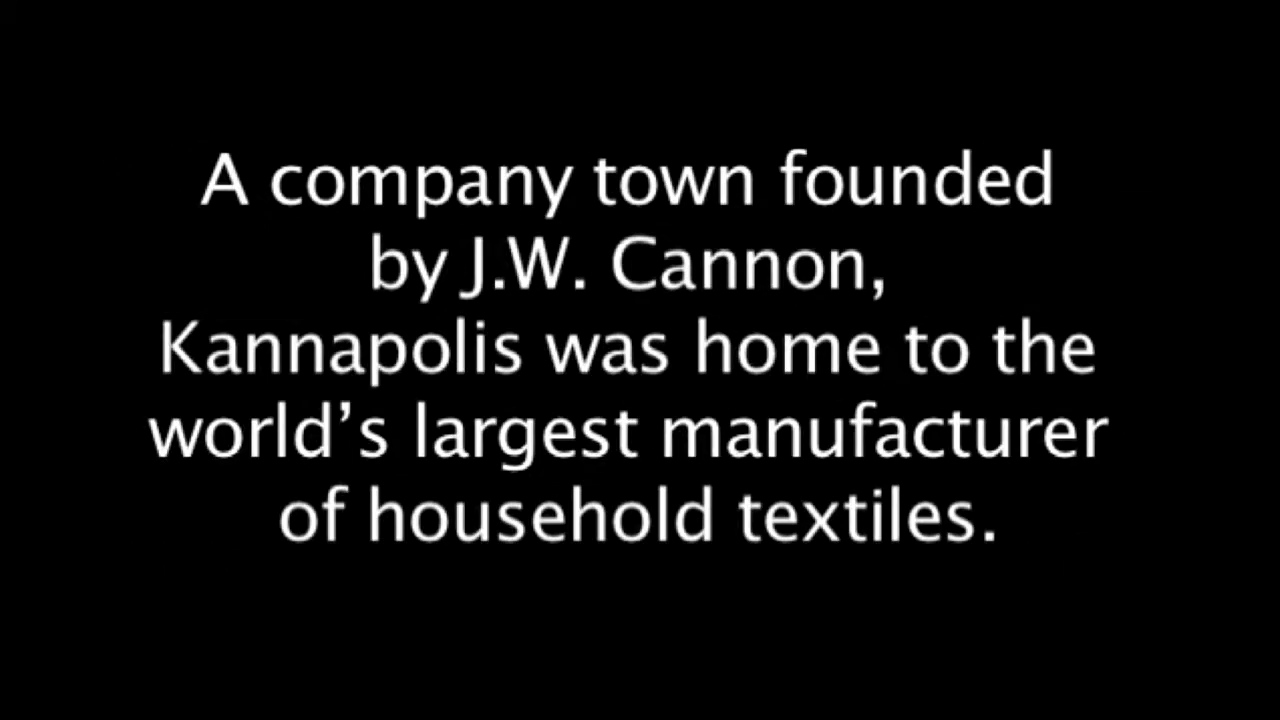 A company town founded
by J.W. Cannon,
Kannapolis was home to the
world’s largest manufacturer
of household textiles.